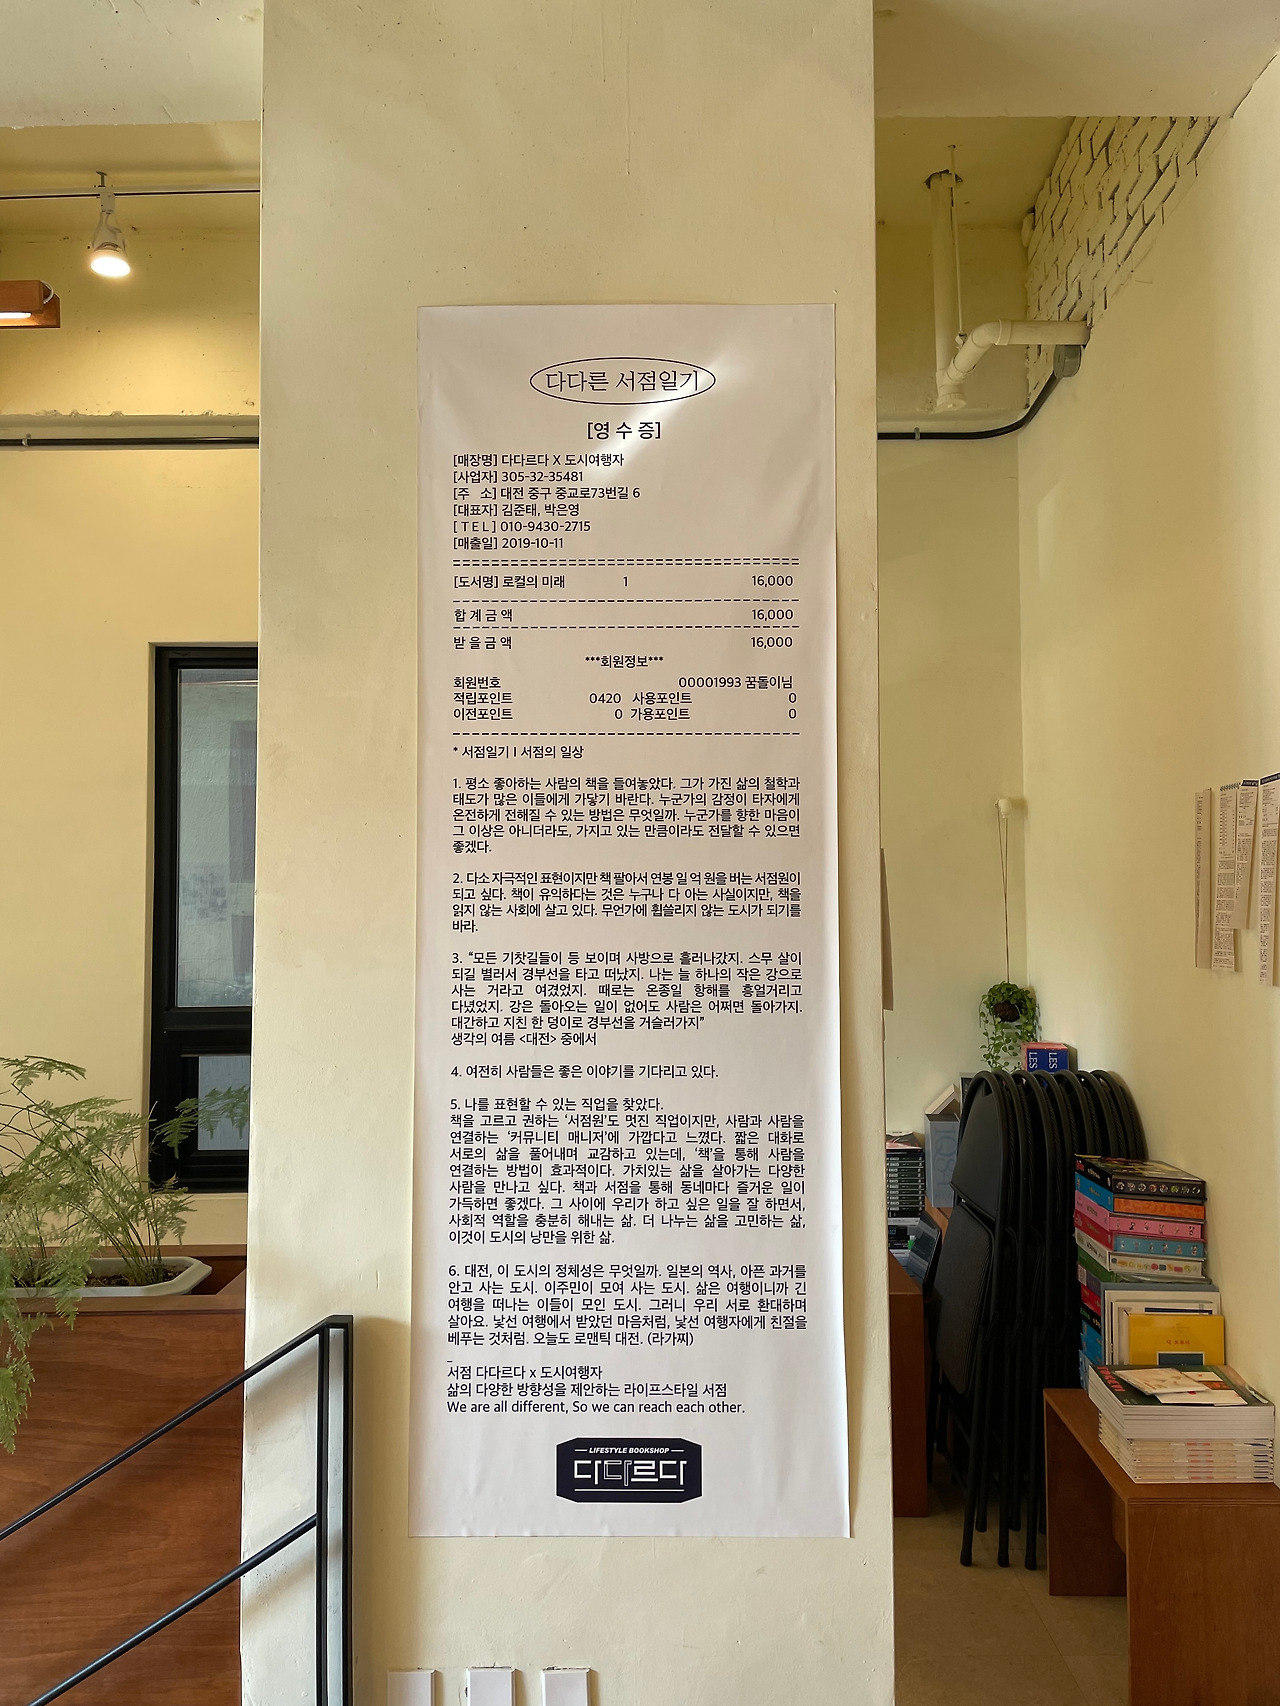 다다른 서점일기
[영 수 증]
[매장명] 다다르다 X 도시여행자
[사업자] 305-32-35481
[주 소] 대전 중구 중교로73번길 6
[대표자] 김준태, 박은영
[ T E L ] 010-9430-2715
[매출일] 2019-10-11
[도서명] 로컬의 미래 1 16,000
합 계 금 액 16,000
받 을 금 액 16,000
***회원정보***
회원번호 00001993 꿈돌이님
적립포인트 0420 사용포인트 0
이전포인트 0 가용포인트 0
* 서점일기 I 서점의 일상
1. 평소 좋아하는 사람의 책을 들여놓았다. 그가 가진 삶의 철학과
태도가 많은 이들에게 가닿기 바란다. 누군가의 감정이 타자에게
온전하게 전해질 수 있는 방법은 무엇일까. 누군가를 향한 마음이
그 이상은 아니더라도, 가지고 있는 만큼이라도 전달할 수 있으면
좋겠다.
2. 다소 자극적인 표현이지만 책 팔아서 연봉 일 억 원을 버는 서점원이
되고 싶다. 책이 유익하다는 것은 누구나 다 아는 사실이지만, 책을
읽지 않는 사회에 살고 있다. 무언가에 휩쓸리지 않는 도시가 되기를
바라.
3. “모든 기찻길들이 등 보이며 사방으로 흘러나갔지. 스무 살이
되길 별러서 경부선을 타고 떠났지. 나는 늘 하나의 작은 강으로
사는 거라고 여겼었지. 때로는 온종일 항해를 흥얼거리고
다녔었지. 강은 돌아오는 일이 없어도 사람은 어쩌면 돌아가지.
대간하고 지친 한 덩이로 경부선을 거슬러가지”
생각의 여름 <대전> 중에서
4. 여전히 사람들은 좋은 이야기를 기다리고 있다.
5. 나를 표현할 수 있는 직업을 찾았다.
책을 고르고 권하는 ‘서점원’도 멋진 직업이지만, 사람과 사람을
연결하는 ‘커뮤니티 매니저’에 가깝다고 느꼈다. 짧은 대화로
서로의 삶을 풀어내며 교감하고 있는데, ‘책’을 통해 사람을
연결하는 방법이 효과적이다. 가치있는 삶을 살아가는 다양한
사람을 만나고 싶다. 책과 서점을 통해 동네마다 즐거운 일이
가득하면 좋겠다. 그 사이에 우리가 하고 싶은 일을 잘 하면서,
사회적 역할을 충분히 해내는 삶. 더 나누는 삶을 고민하는 삶,
이것이 도시의 낭만을 위한 삶.
6. 대전, 이 도시의 정체성은 무엇일까. 일본의 역사, 아픈 과거를
안고 사는 도시. 이주민이 모여 사는 도시. 삶은 여행이니까 긴
여행을 떠나는 이들이 모인 도시. 그러니 우리 서로 환대하며
살아요. 낯선 여행에서 받았던 마음처럼, 낯선 여행자에게 친절을
베푸는 것처럼. 오늘도 로맨틱 대전. (라가찌)
서점 다다르다 x 도시여행자
삶의 다양한 방향성을 제안하는 라이프스타일 서점
We are all different, So we can reach each other.
LIFESTYLE BOOKSHOP
다다르다
LES
LES